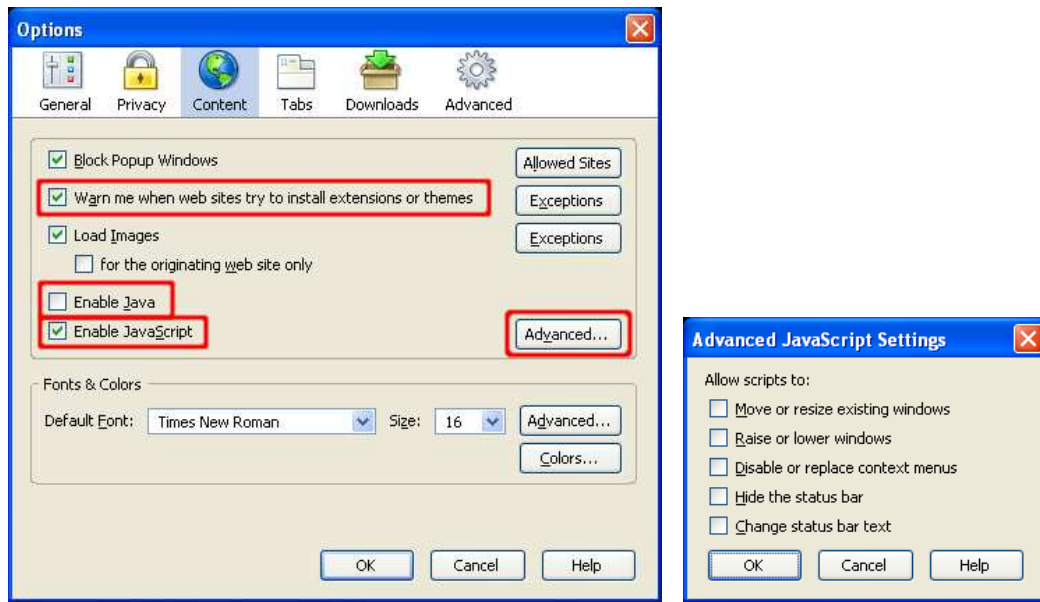 Options
General Privacy Content Tabs Downloads Advanced
Block Popup Windows Allowed Sites
Warn me when web sites try to install extensions or themes Exceptions
Load Images Exceptions
for the originating web site only
Enable Java
Enable JavaScript Advanced...
Fonts & Colors
Default Font: Times New Roman Size: 16 Advanced...
Colors...
OK Cancel Help
Advanced JavaScript Settings
Allow scripts to:
Move or resize existing windows
Raise or lower windows
Disable or replace context menus
Hide the status bar
Change status bar text
OK Cancel Help